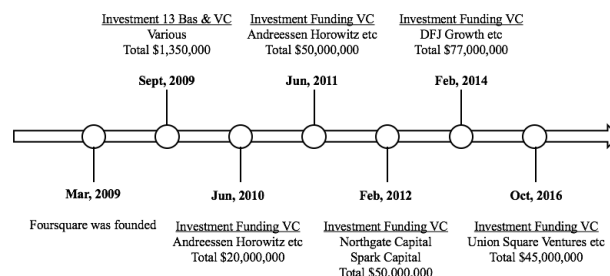 Investment 13 Bas & VC
Various
Total $1,350,000
Investment Funding VC
Andreessen Horowitz etc
Total $50,000,000
Investment Funding VC
DFJ Growth etc
Total $77,000,000
Sept, 2009
Jun, 2011
Feb, 2014
Mar, 2009
Jun, 2010
Feb, 2012
Oct, 2016
Foursquare was founded
Investment Funding VC
Andreessen Horowitz etc
Total $20,000,000
Investment Funding VC
Northgate Capital
Spark Capital
Total $50,000,000
Investment Funding VC
Union Square Ventures etc
Total $45,000,000